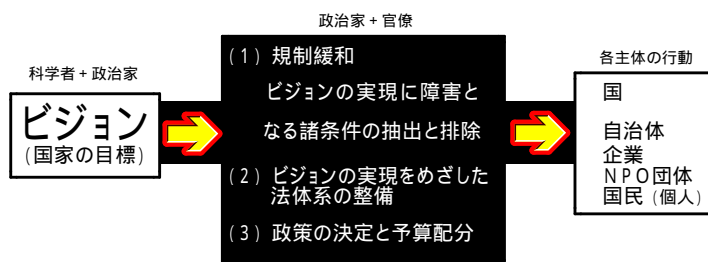 政治家+官僚
科学者+政治家
ビジョン
(国家の目標)
(1)規制緩和
ビジョンの実現に障害と
なる諸条件の抽出と排除
(2)ビジョンの実現をめざした
法体系の整備
(3)政策の決定と予算配分
各主体の行動
国
自治体
企業
NPO団体
国民(個人)